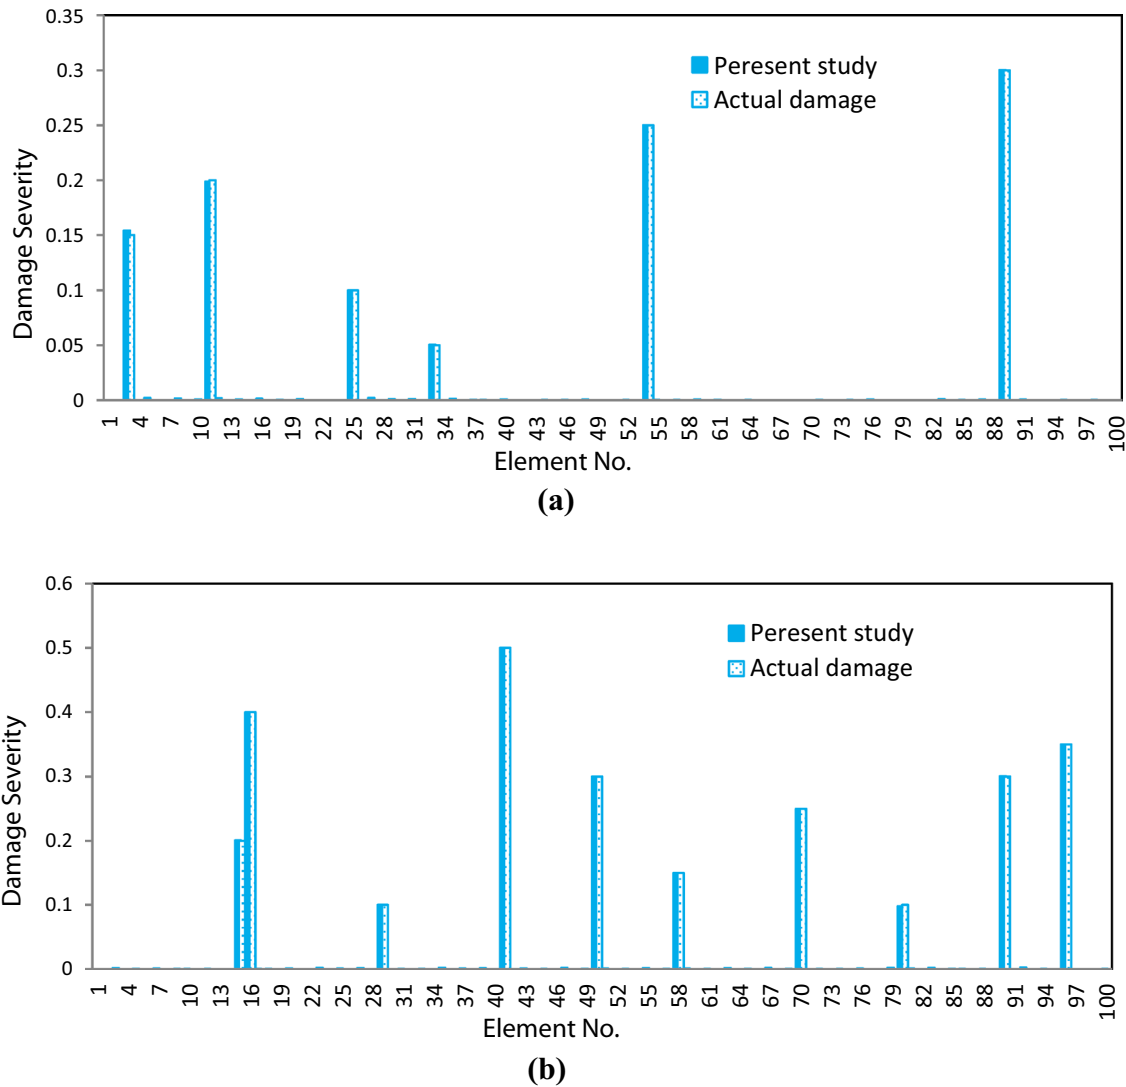 0.35
0.3
0.25
0.2
0.15
0.1
0.05
0
Damage Severity
Peresent study
Actual damage
1 4 7 10 13 16 19 22 25 28 31 34 37 40 43 46 49 52 55 58 61 64 67 70 73 76 79 82 85 88 91 94 97 100
Element No.
(a)
0.6
0.5
0.4
0.3
0.2
0.1
0
Damage Severity
Peresent study
Actual damage
1 4 7 10 13 16 19 22 25 28 31 34 37 40 43 46 49 52 55 58 61 64 67 70 73 76 79 82 85 88 91 94 97 100
Element No.
(b)